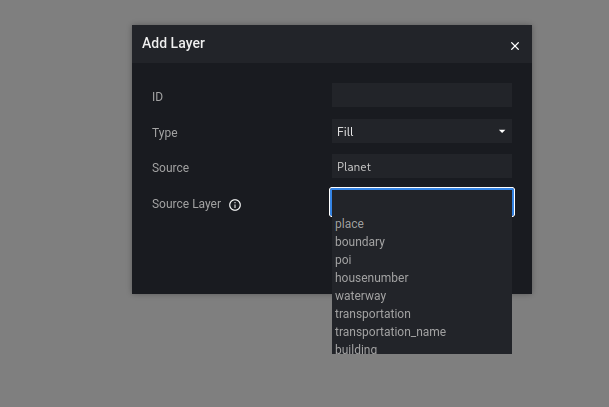 Add Layer
ID
Type
Fill
Source
Planet
Source Layer
place
boundary
poi
housenumber
waterway
transportation
transportation_name
building